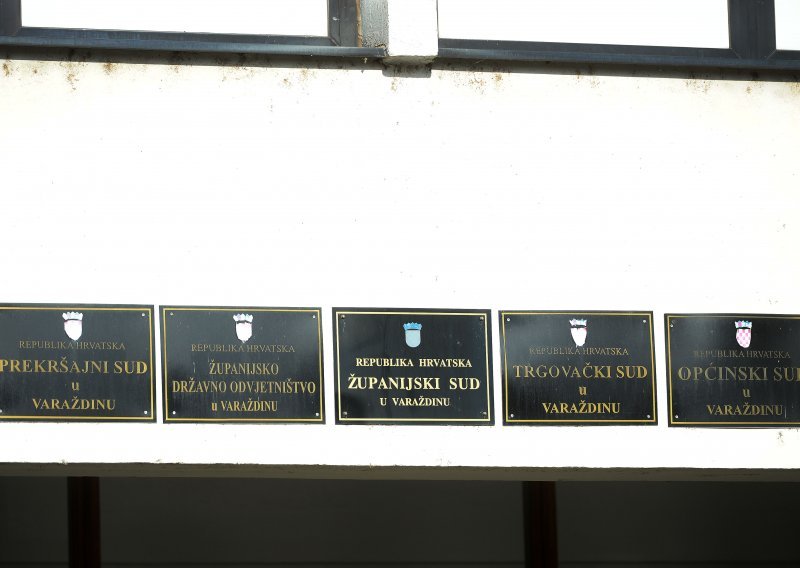 REPUBLIKA HRVATSKA
PREKRŠAJNI SUD
u
VARAŽDINU
REPUBLIKA HRVATSKA
ŽUPANIJSKO
DRŽAVNO ODVJETNIŠTVO
u VARAŽDINU
REPUBLIKA HRVATSKA
ŽUPANIJSKI SUD
U VARAŽDINU
REPUBLIKA HRVATSKA
TRGOVAČKI SUD
u
VARAŽDINU
REPUBLIKA HRVATSKA
OPĆINSKI SUD
u
VARAŽDINU